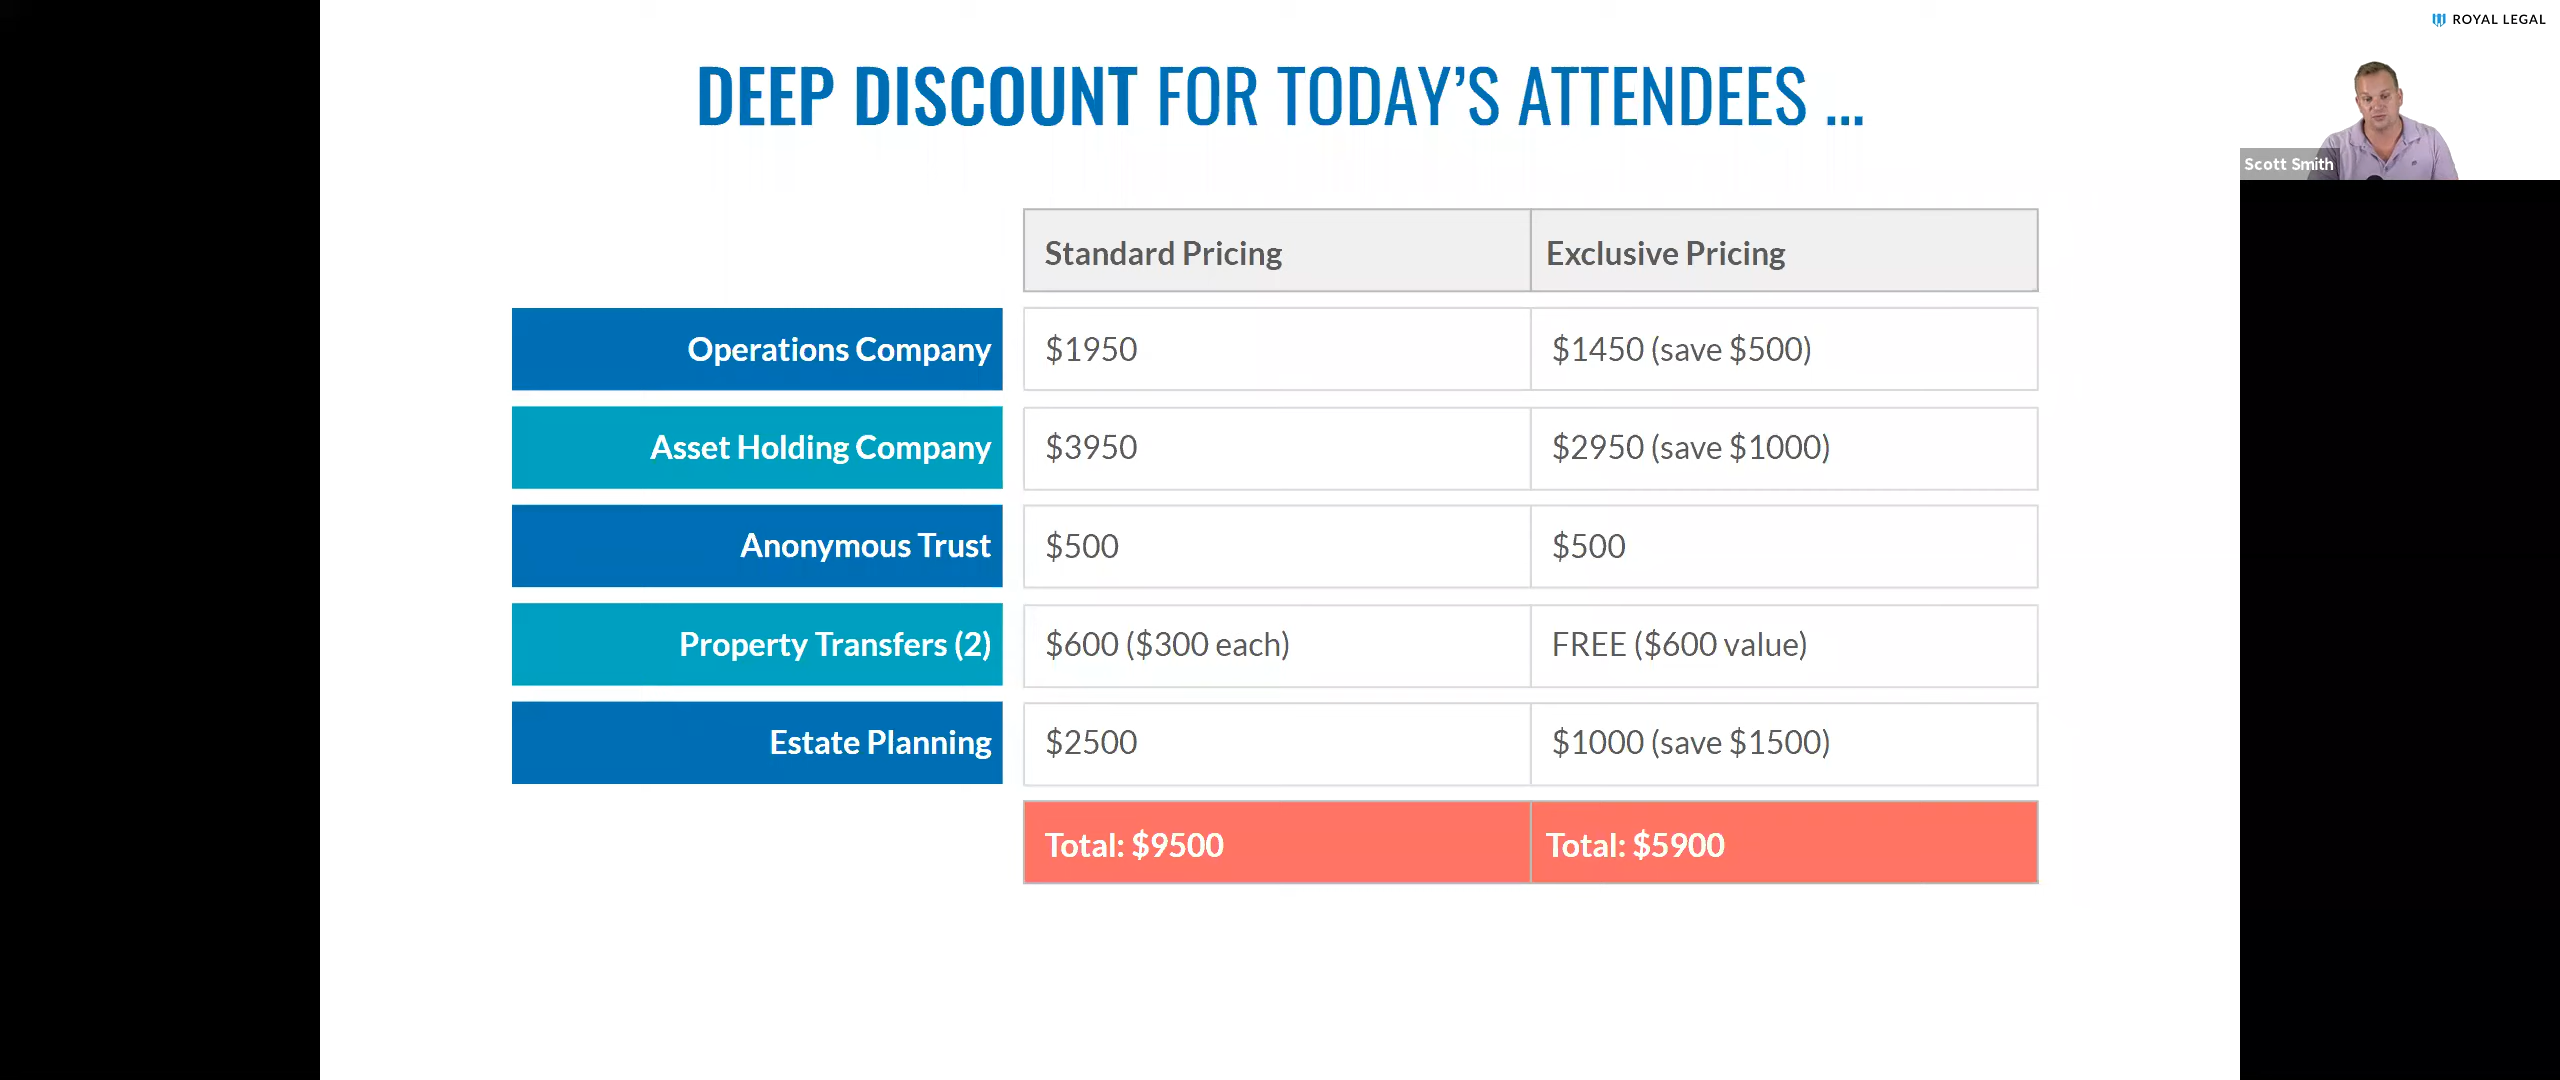 ROYAL LEGAL
DEEP DISCOUNT FOR TODAY’S ATTENDEES ...
Scott Smith
Standard Pricing Exclusive Pricing
Operations Company $1950 $1450 (save $500)
Asset Holding Company $3950 $2950 (save $1000)
Anonymous Trust $500 $500
Property Transfers (2) $600 ($300 each) FREE ($600 value)
Estate Planning $2500 $1000 (save $1500)
Total: $9500 Total: $5900